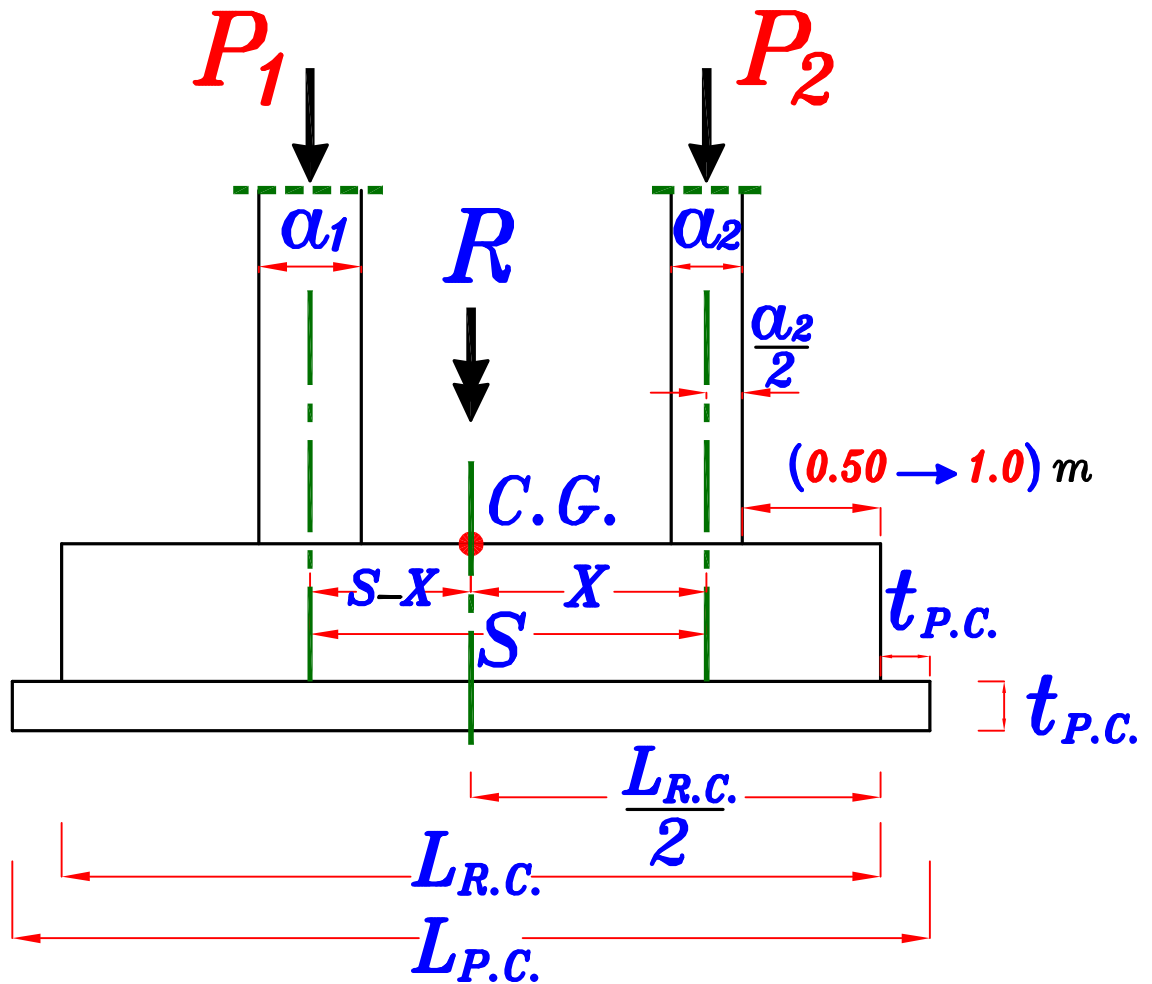 P1 P2
a1 a2
R
a2
2
(0.50 → 1.0) m
C.G.
S-X X
tP.C.
S
tP.C.
LR.C.
2
LR.C.
LP.C.